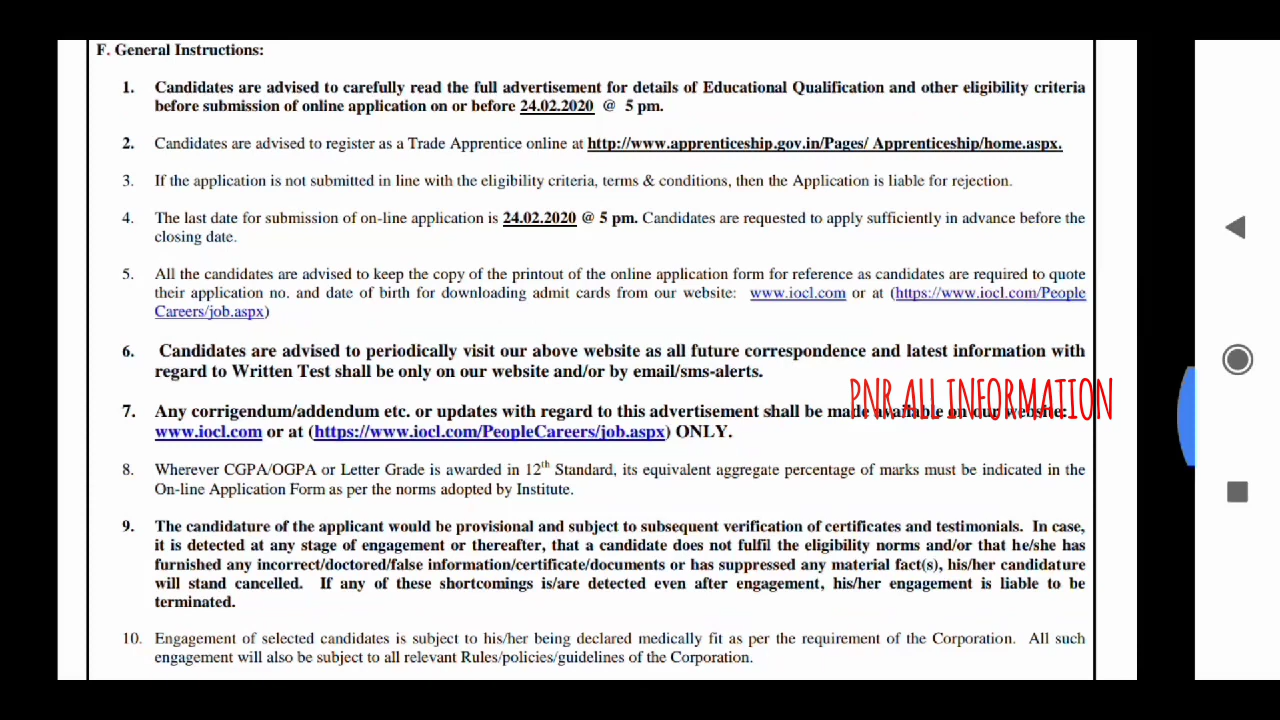 F. General Instructions:
1. Candidates are advised to carefully read the full advertisement for details of Educational Qualification and other eligibility criteria
before submission of online application on or before 24.02.2020 @ 5 pm.
2. Candidates are advised to register as a Trade Apprentice online at http://www.apprenticeship.gov.in/Pages/ Apprenticeship/home.aspx.
3. If the application is not submitted in line with the eligibility criteria, terms & conditions, then the Application is liable for rejection.
4. The last date for submission of on-line application is 24.02.2020 @ 5 pm. Candidates are requested to apply sufficiently in advance before the
closing date.
5. All the candidates are advised to keep the copy of the printout of the online application form for reference as candidates are required to quote
their application no. and date of birth for downloading admit cards from our website: www.iocl.com or at (https://www.iocl.com/People
Careers/job.aspx)
6. Candidates are advised to periodically visit our above website as all future correspondence and latest information with
regard to Written Test shall be only on our website and/or by email/sms-alerts.
PNR ALL INFORMATION
7. Any corrigendum/addendum etc. or updates with regard to this advertisement shall be made available on our website:
www.iocl.com or at (https://www.iocl.com/PeopleCareers/job.aspx) ONLY.
8. Wherever CGPA/OGPA or Letter Grade is awarded in 12th Standard, its equivalent aggregate percentage of marks must be indicated in the
On-line Application Form as per the norms adopted by Institute.
9. The candidature of the applicant would be provisional and subject to subsequent verification of certificates and testimonials. In case,
it is detected at any stage of engagement or thereafter, that a candidate does not fulfil the eligibility norms and/or that he/she has
furnished any incorrect/doctored/false information/certificate/documents or has suppressed any material fact(s), his/her candidature
will stand cancelled. If any of these shortcomings is/are detected even after engagement, his/her engagement is liable to be
terminated.
10. Engagement of selected candidates is subject to his/her being declared medically fit as per the requirement of the Corporation. All such
engagement will also be subject to all relevant Rules/policies/guidelines of the Corporation.